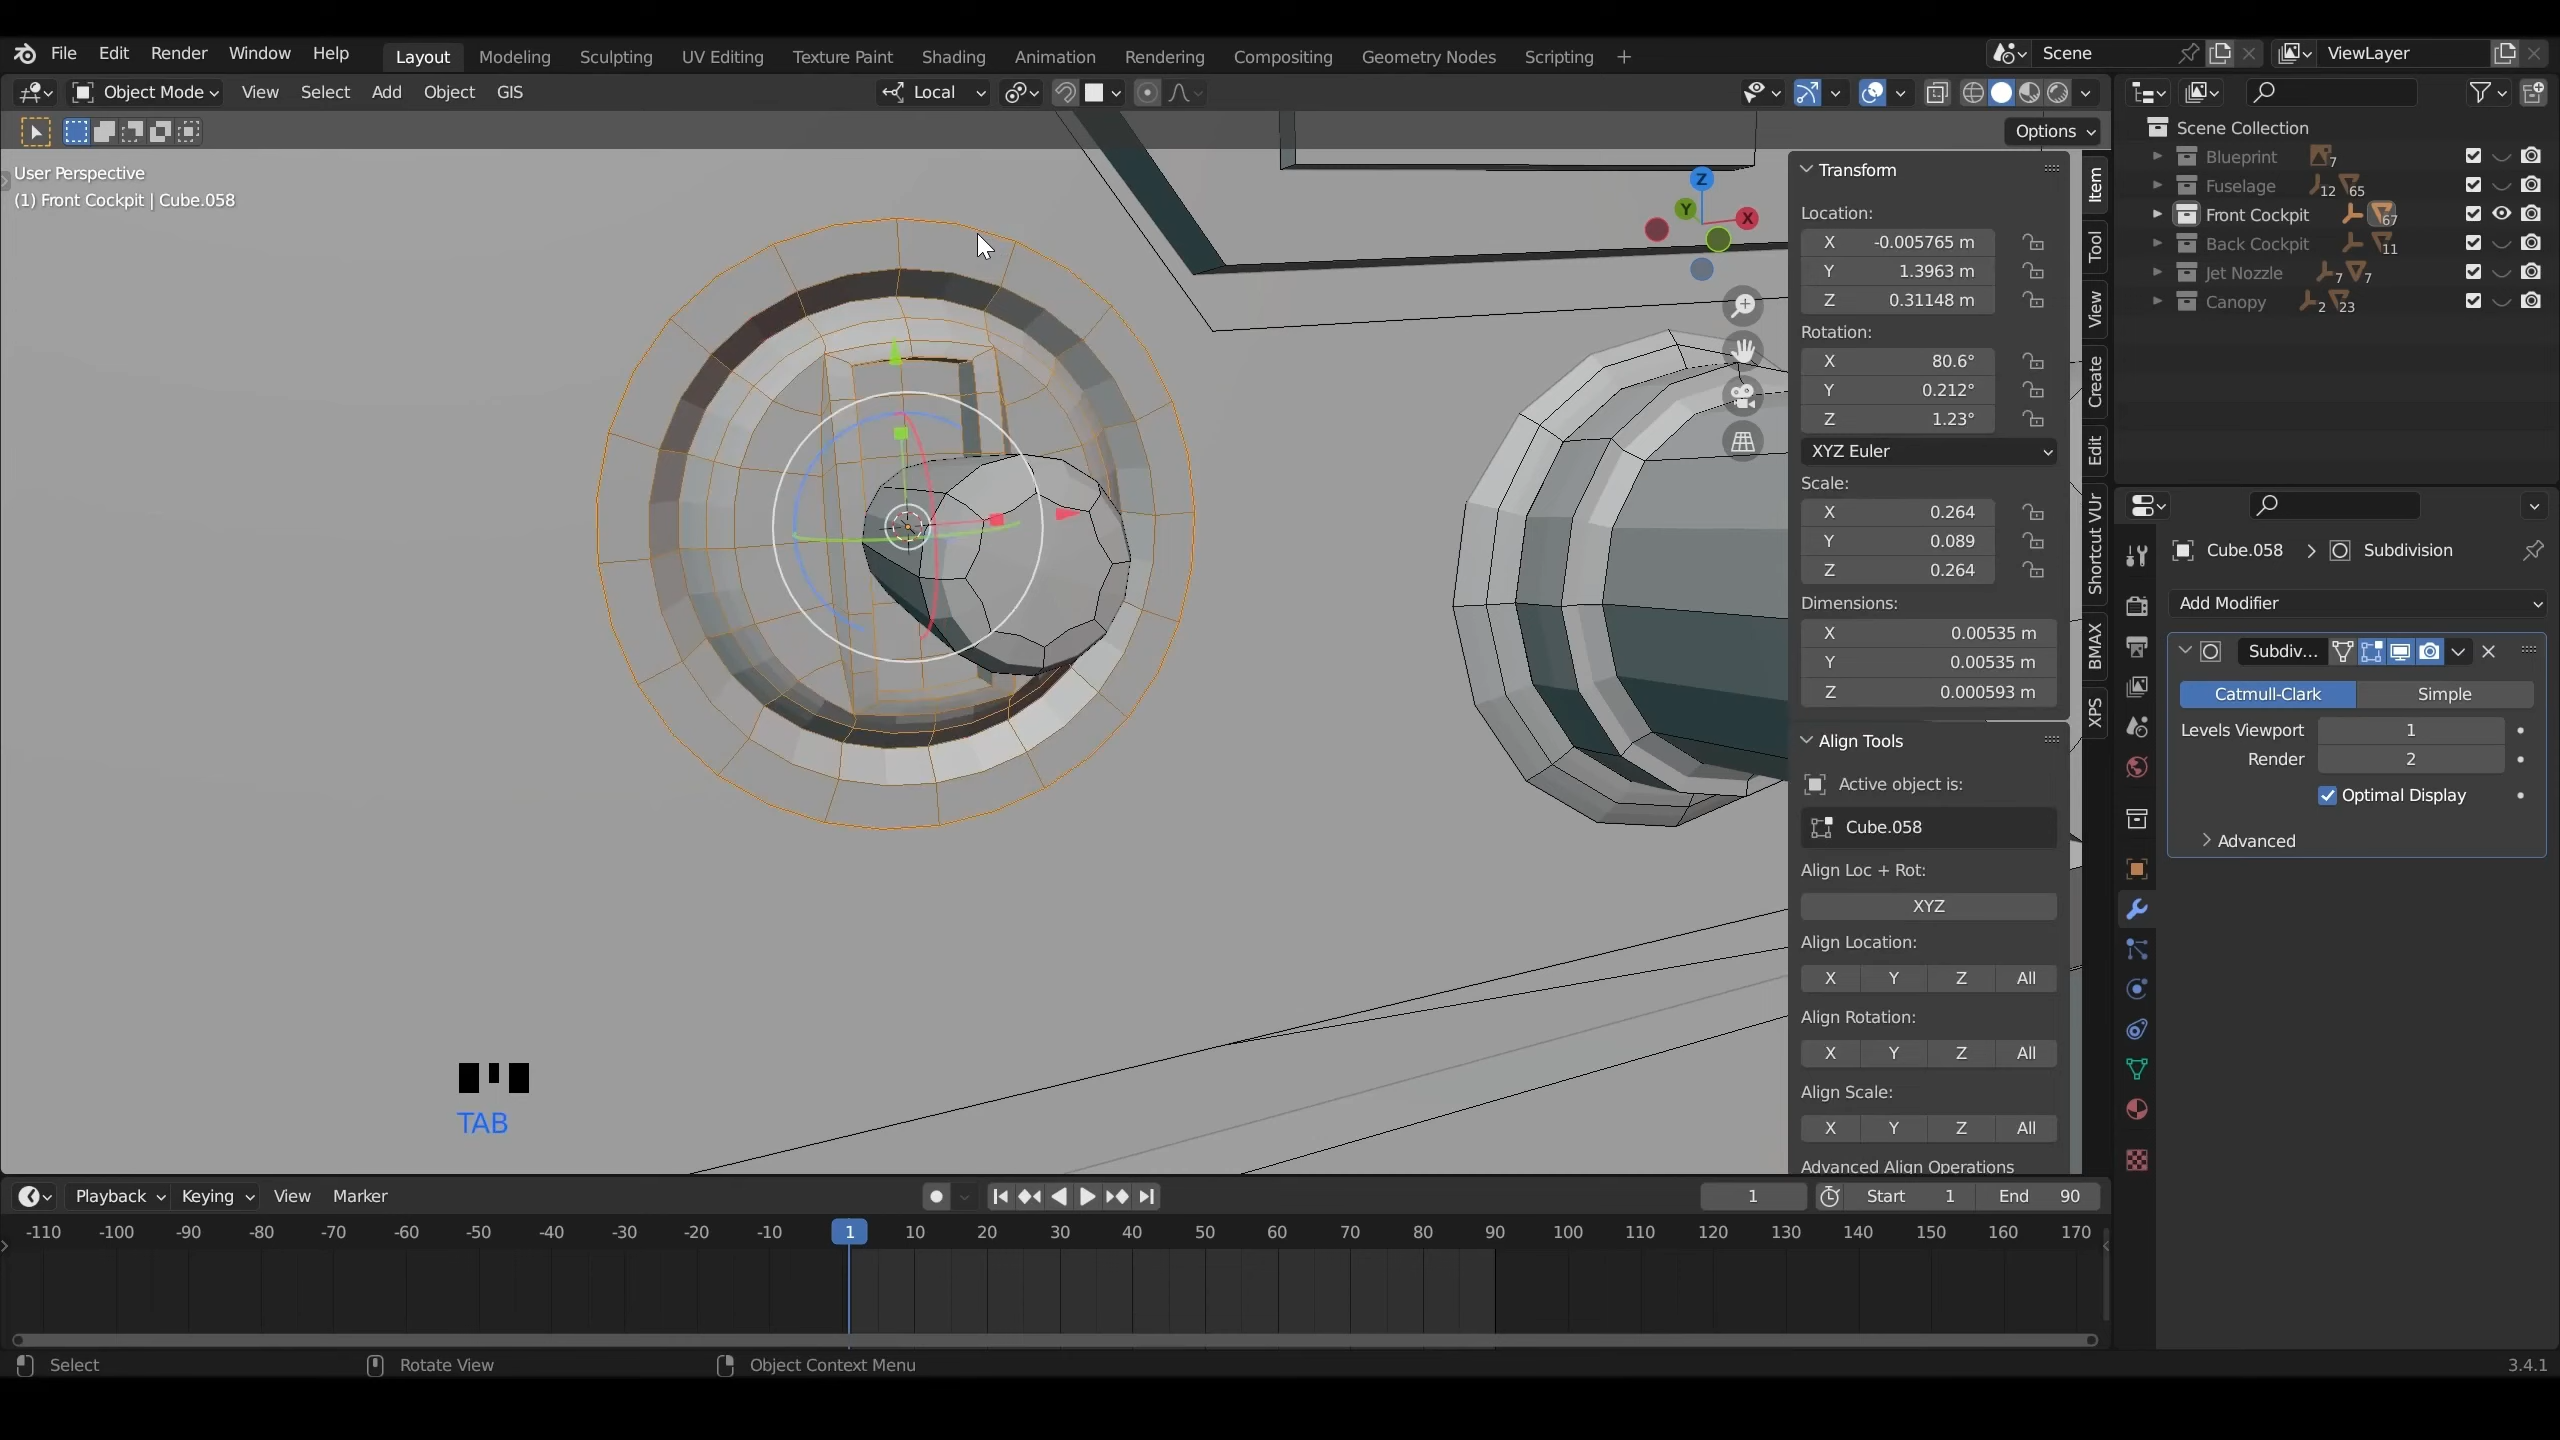 File Edit Render Window Help Layout Modeling Sculpting UV Editing Texture Paint Shading Animation Rendering Compositing Geometry Nodes Scripting + Scene ViewLayer
Object Mode View Select Add Object GIS Local
Options
User Perspective
(1) Front Cockpit | Cube.058
Z
Y
X
Transform
Location:
X -0.005765 m
Y 1.3963 m
Z 0.31148 m
Rotation:
X 80.6°
Y 0.212°
Z 1.23°
XYZ Euler
Scale:
X 0.264
Y 0.089
Z 0.264
Dimensions:
X 0.00535 m
Y 0.00535 m
Z 0.000593 m
Align Tools
Active object is:
Cube.058
Align Loc + Rot:
XYZ
Align Location:
X Y Z All
Align Rotation:
X Y Z All
Align Scale:
X Y Z All
Advanced Align Operations
Item
Tool
View
Create
Edit
Shortcut VUr
BMAX
XPS
Scene Collection
Blueprint 7
Fuselage 12 65
Front Cockpit 67
Back Cockpit 11
Jet Nozzle 7 7
Canopy 2 23
Cube.058 > Subdivision
Add Modifier
Subdiv...
Catmull-Clark Simple
Levels Viewport 1
Render 2
Optimal Display
Advanced
TAB
Playback Keying View Marker 1 Start 1 End 90
-110 -100 -90 -80 -70 -60 -50 -40 -30 -20 -10 1 10 20 30 40 50 60 70 80 90 100 110 120 130 140 150 160 170
Select Rotate View Object Context Menu 3.4.1